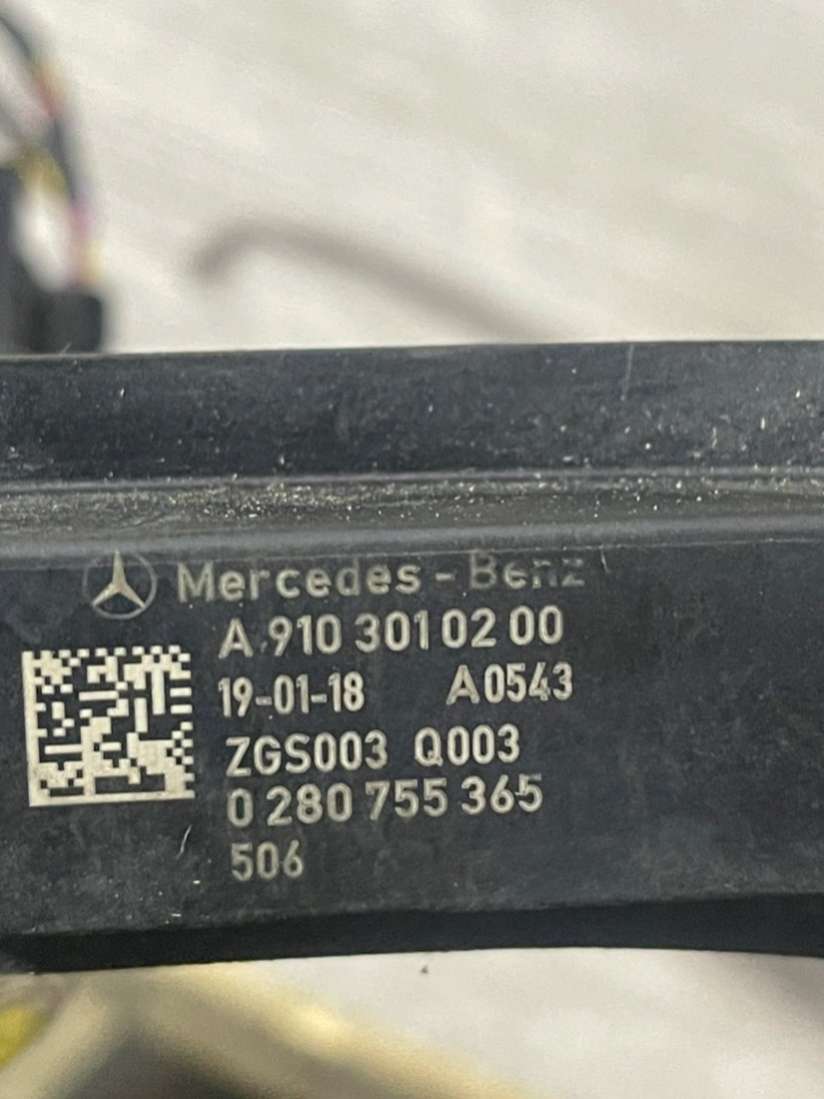 Mercedes-Benz
A 910 301 02 00
19-01-18 A0543
ZGS003 Q003
0 280 755 365
506